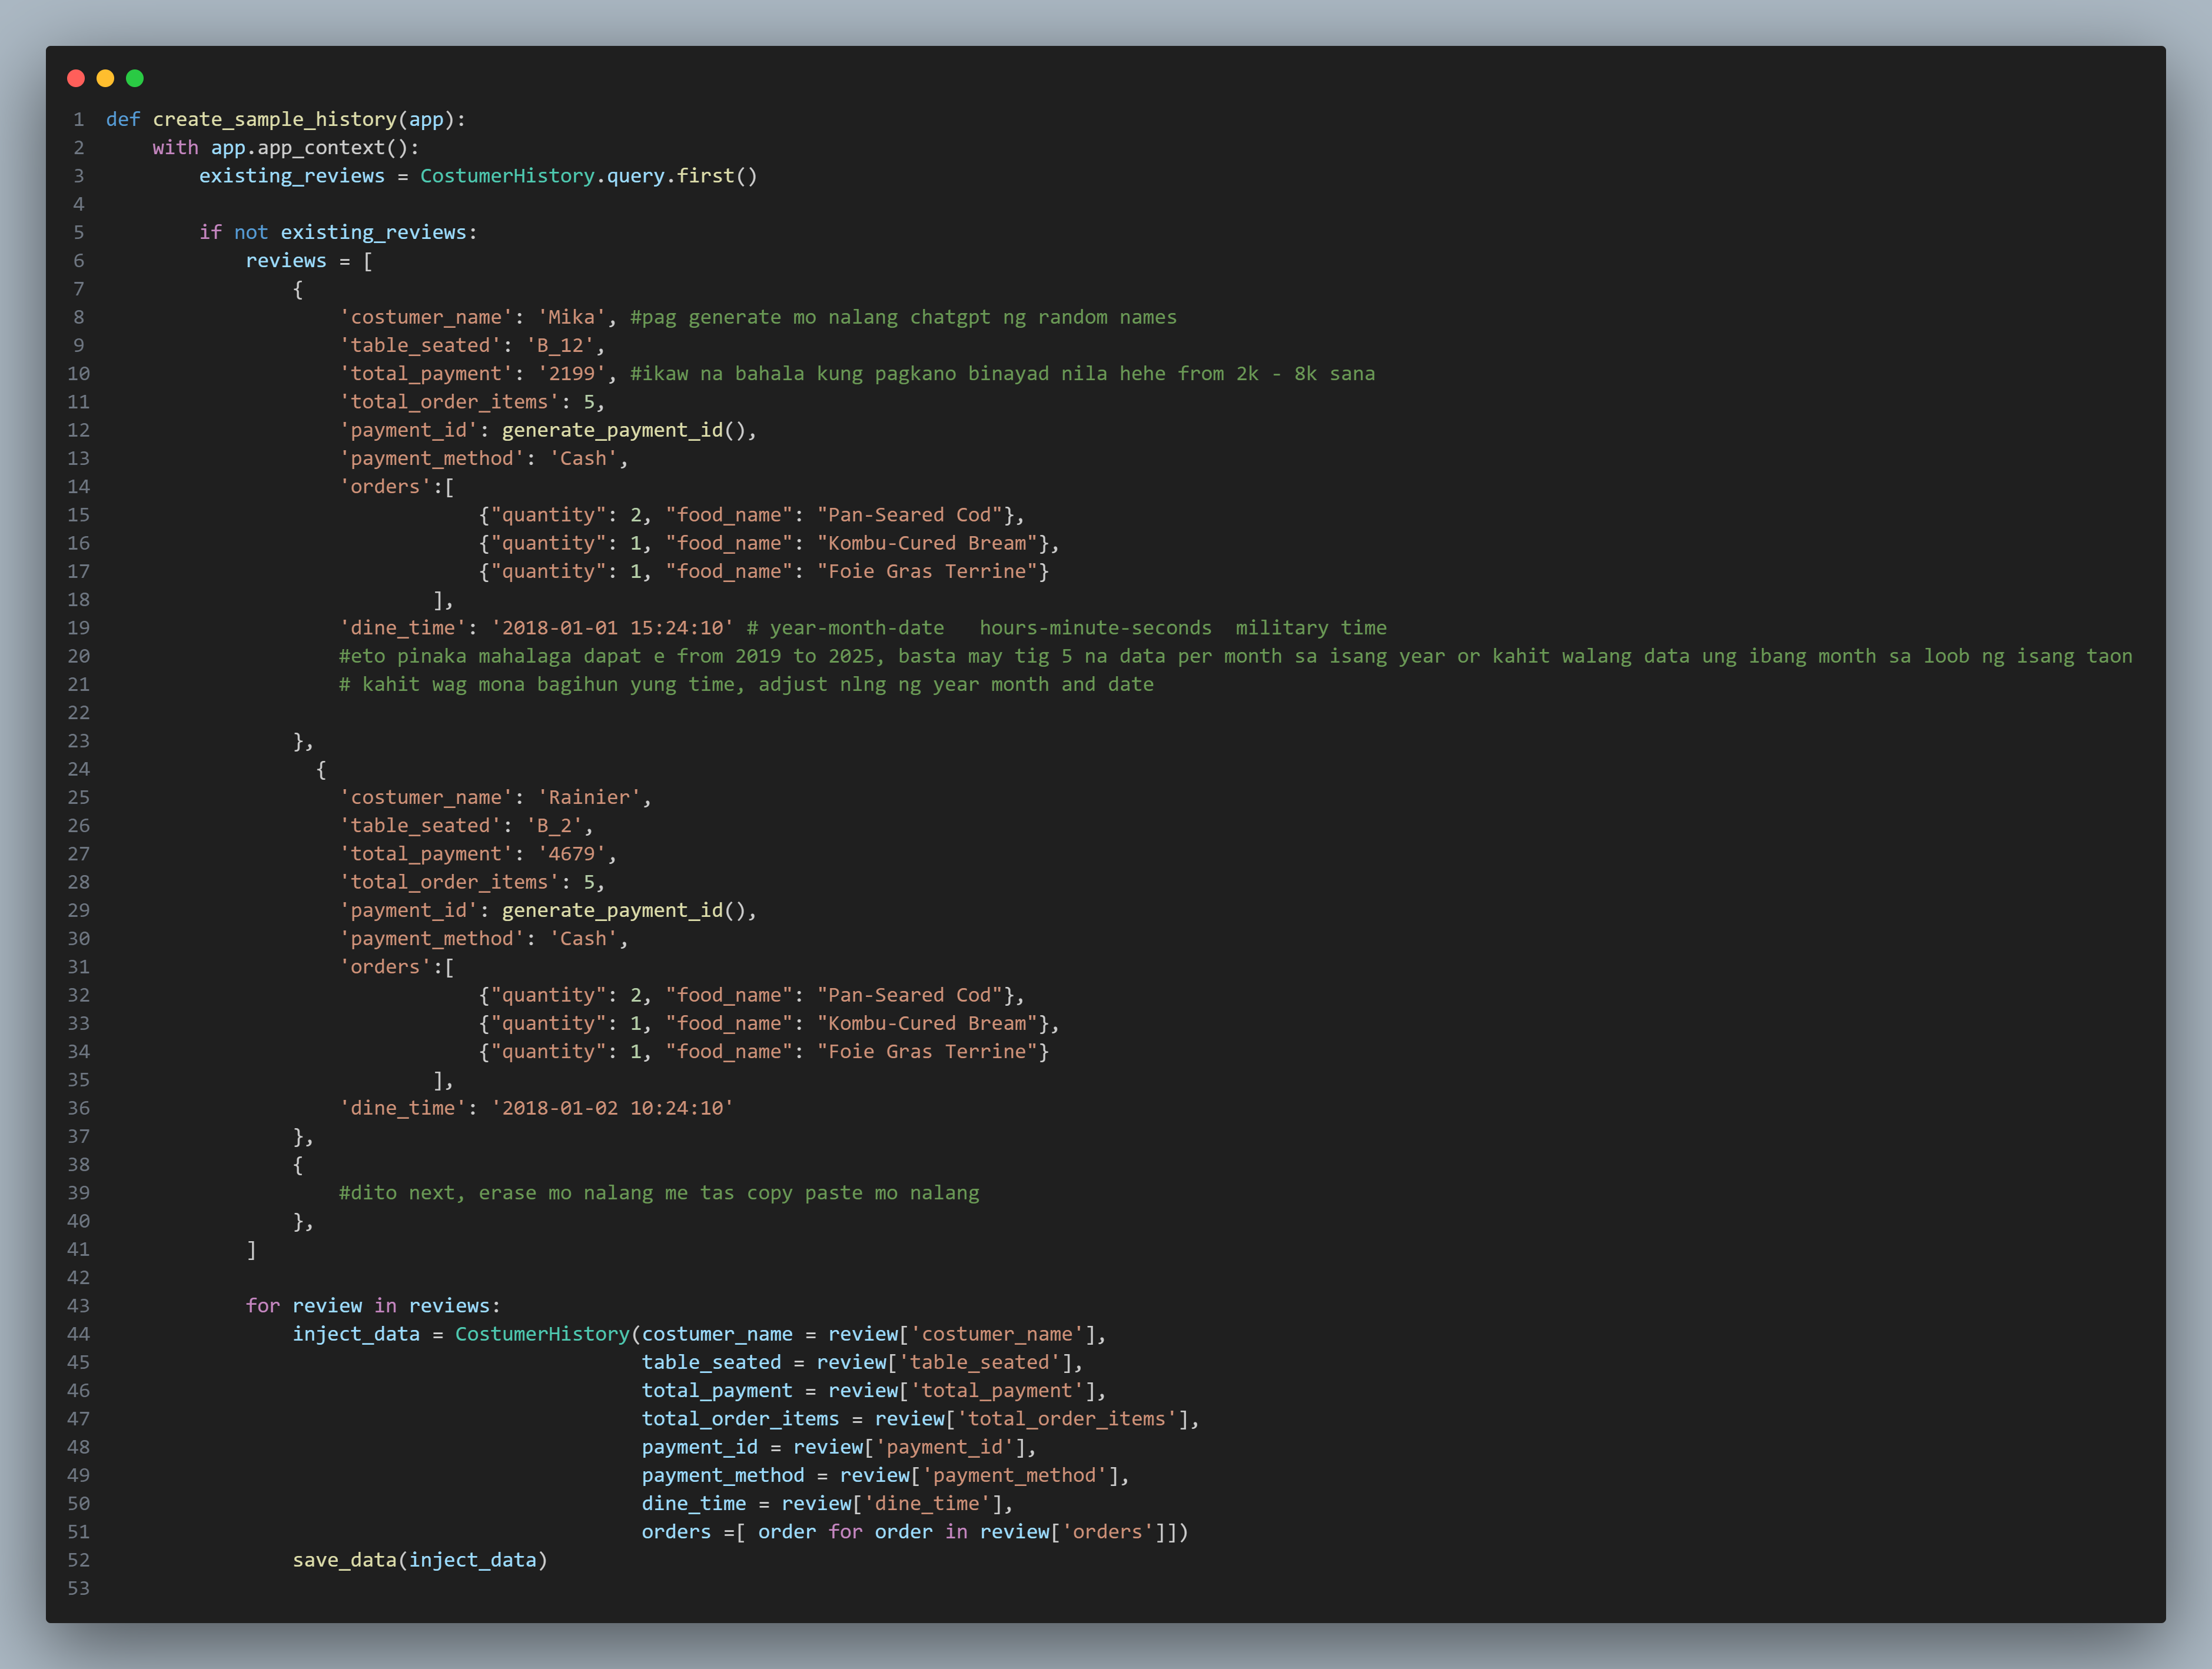 1 def create_sample_history(app):
2     with app.app_context():
3         existing_reviews = CostumerHistory.query.first()
4
5         if not existing_reviews:
6             reviews = [
7                 {
8                     'costumer_name': 'Mika', #pag generate mo nalang chatgpt ng random names
9                     'table_seated': 'B_12',
10                     'total_payment': '2199', #ikaw na bahala kung pagkano binayad nila hehe from 2k - 8k sana
11                     'total_order_items': 5,
12                     'payment_id': generate_payment_id(),
13                     'payment_method': 'Cash',
14                     'orders':[
15                                 {"quantity": 2, "food_name": "Pan-Seared Cod"},
16                                 {"quantity": 1, "food_name": "Kombu-Cured Bream"},
17                                 {"quantity": 1, "food_name": "Foie Gras Terrine"}
18                             ],
19                     'dine_time': '2018-01-01 15:24:10' # year-month-date   hours-minute-seconds  military time
20                     #eto pinaka mahalaga dapat e from 2019 to 2025, basta may tig 5 na data per month sa isang year or kahit walang data ung ibang month sa loob ng isang taon
21                     # kahit wag mona bagihun yung time, adjust nlng ng year month and date
22
23                 },
24                   {
25                     'costumer_name': 'Rainier',
26                     'table_seated': 'B_2',
27                     'total_payment': '4679',
28                     'total_order_items': 5,
29                     'payment_id': generate_payment_id(),
30                     'payment_method': 'Cash',
31                     'orders':[
32                                 {"quantity": 2, "food_name": "Pan-Seared Cod"},
33                                 {"quantity": 1, "food_name": "Kombu-Cured Bream"},
34                                 {"quantity": 1, "food_name": "Foie Gras Terrine"}
35                             ],
36                     'dine_time': '2018-01-02 10:24:10'
37                 },
38                 {
39                     #dito next, erase mo nalang me tas copy paste mo nalang
40                 },
41             ]
42
43             for review in reviews:
44                 inject_data = CostumerHistory(costumer_name = review['costumer_name'],
45                                               table_seated = review['table_seated'],
46                                               total_payment = review['total_payment'],
47                                               total_order_items = review['total_order_items'],
48                                               payment_id = review['payment_id'],
49                                               payment_method = review['payment_method'],
50                                               dine_time = review['dine_time'],
51                                               orders =[ order for order in review['orders']])
52                 save_data(inject_data)
53